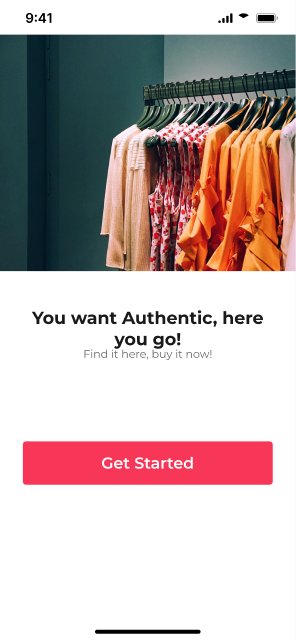 9:41
You want Authentic, here
you go!
Find it here, buy it now!
Get Started